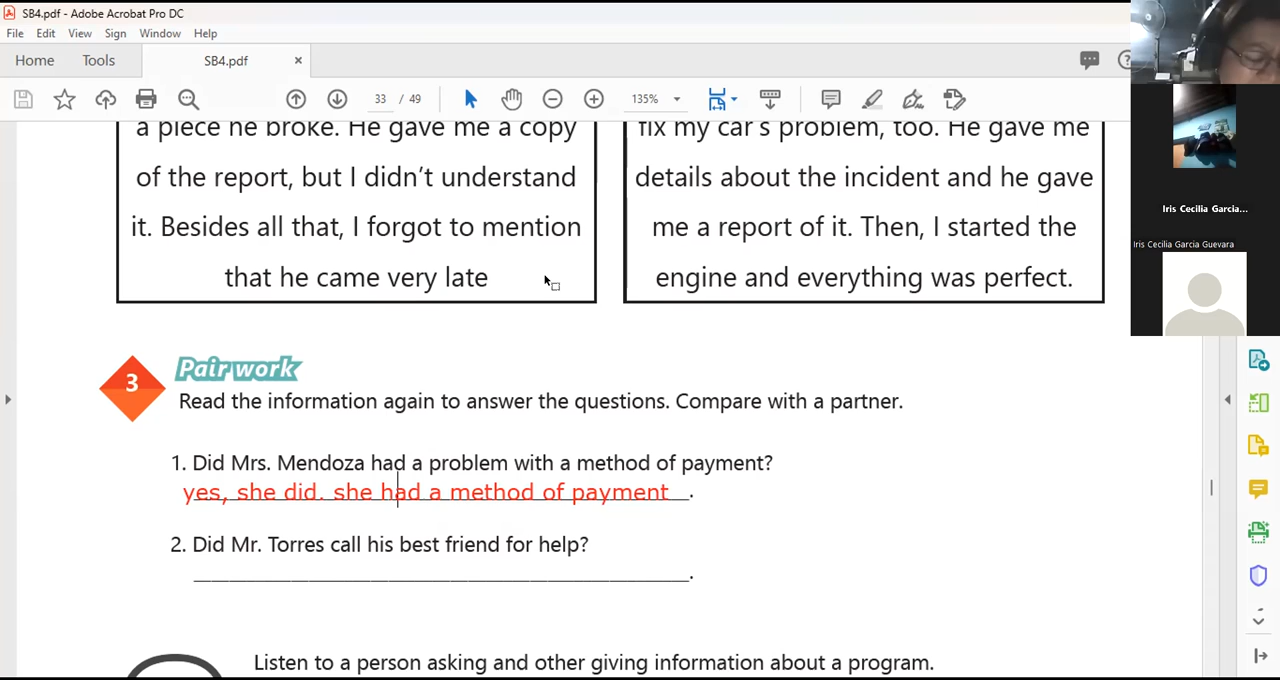 SB4.pdf - Adobe Acrobat Pro DC
File Edit View Sign Window Help
Home Tools SB4.pdf ×
33 / 49 135%
a piece he broke. He gave me a copy
of the report, but I didn't understand
it. Besides all that, I forgot to mention
that he came very late
fix my car's problem, too. He gave me
details about the incident and he gave
me a report of it. Then, I started the
engine and everything was perfect.
Iris Cecilia Garcia...
Iris Cecilia Garcia Guevara
3 Pair work
Read the information again to answer the questions. Compare with a partner.
1. Did Mrs. Mendoza had a problem with a method of payment?
yes, she did. she had a method of payment.
2. Did Mr. Torres call his best friend for help?
Listen to a person asking and other giving information about a program.